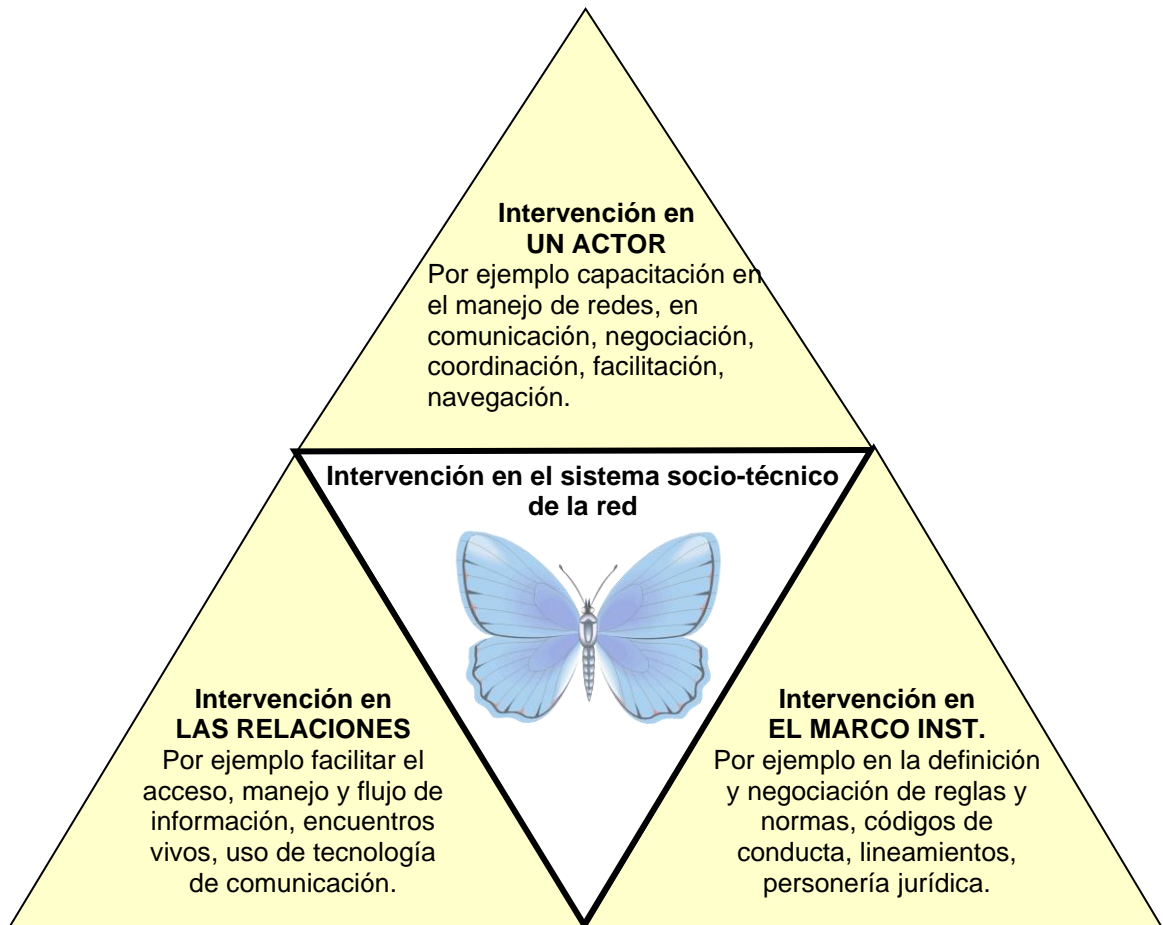 Intervención en
UN ACTOR
Por ejemplo capacitación en
el manejo de redes, en
comunicación, negociación,
coordinación, facilitación,
navegación.
Intervención en el sistema socio-técnico
de la red
Intervención en
LAS RELACIONES
Por ejemplo facilitar el
acceso, manejo y flujo de
información, encuentros
vivos, uso de tecnología
de comunicación.
Intervención en
EL MARCO INST.
Por ejemplo en la definición
y negociación de reglas y
normas, códigos de
conducta, lineamientos,
personería jurídica.